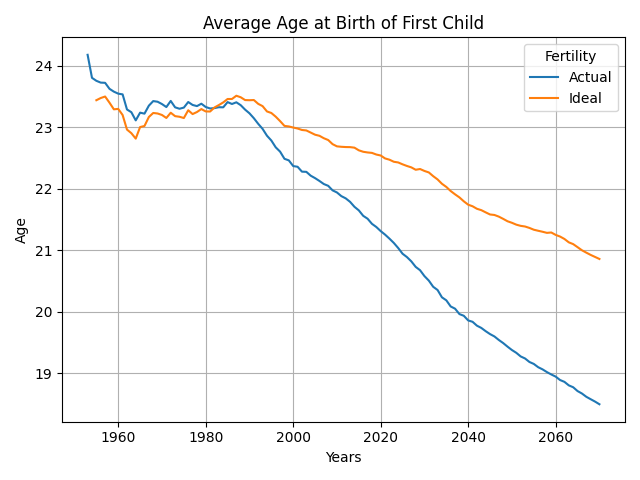 Average Age at Birth of First Child
Fertility
Actual
Ideal
Age
24
23
22
21
20
19
1960 1980 2000 2020 2040 2060
Years